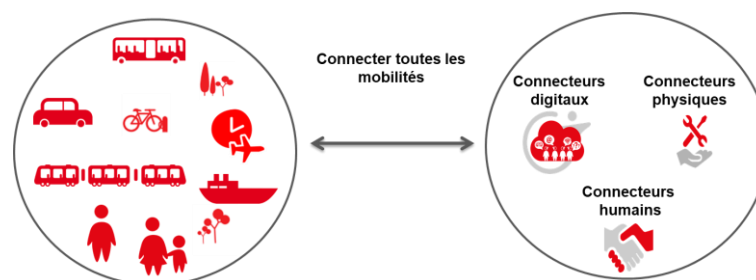 Connecter toutes les
mobilités
Connecteurs
digitaux
Connecteurs
physiques
Connecteurs
humains